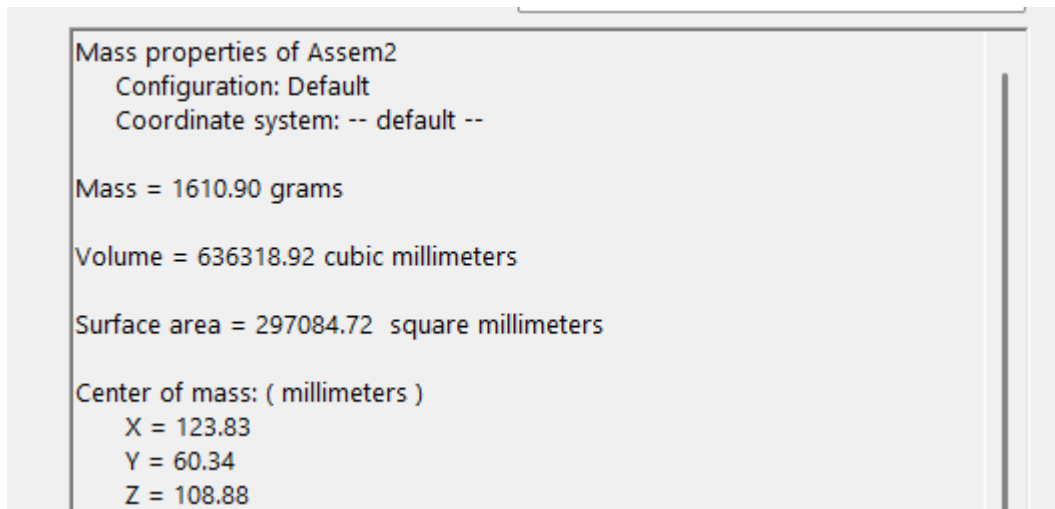 Mass properties of Assem2
Configuration: Default
Coordinate system: -- default --
Mass = 1610.90 grams
Volume = 636318.92 cubic millimeters
Surface area = 297084.72  square millimeters
Center of mass: ( millimeters )
X = 123.83
Y = 60.34
Z = 108.88